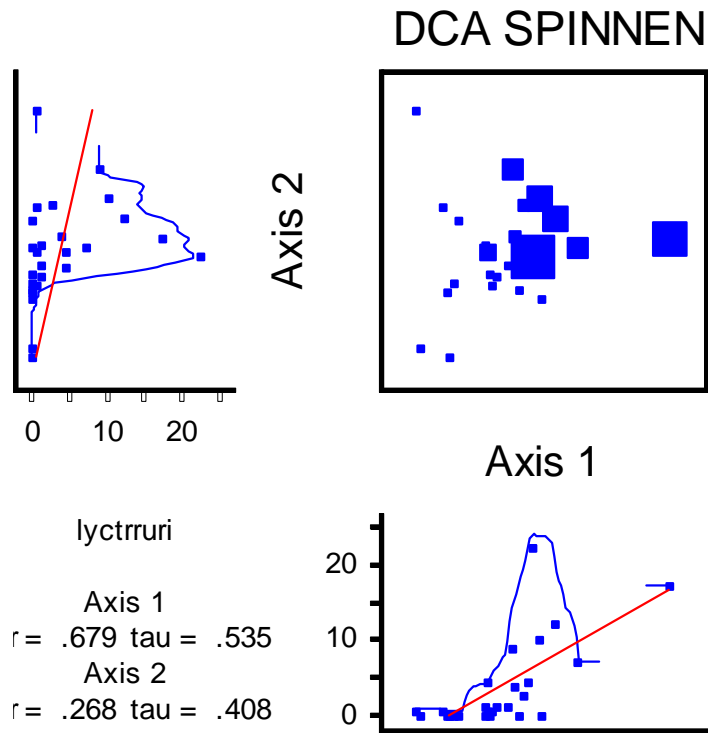 DCA SPINNEN
Axis 2
0 10 20
Axis 1
lyctrruri
Axis 1
r = .679 tau = .535
Axis 2
r = .268 tau = .408
20
10
0